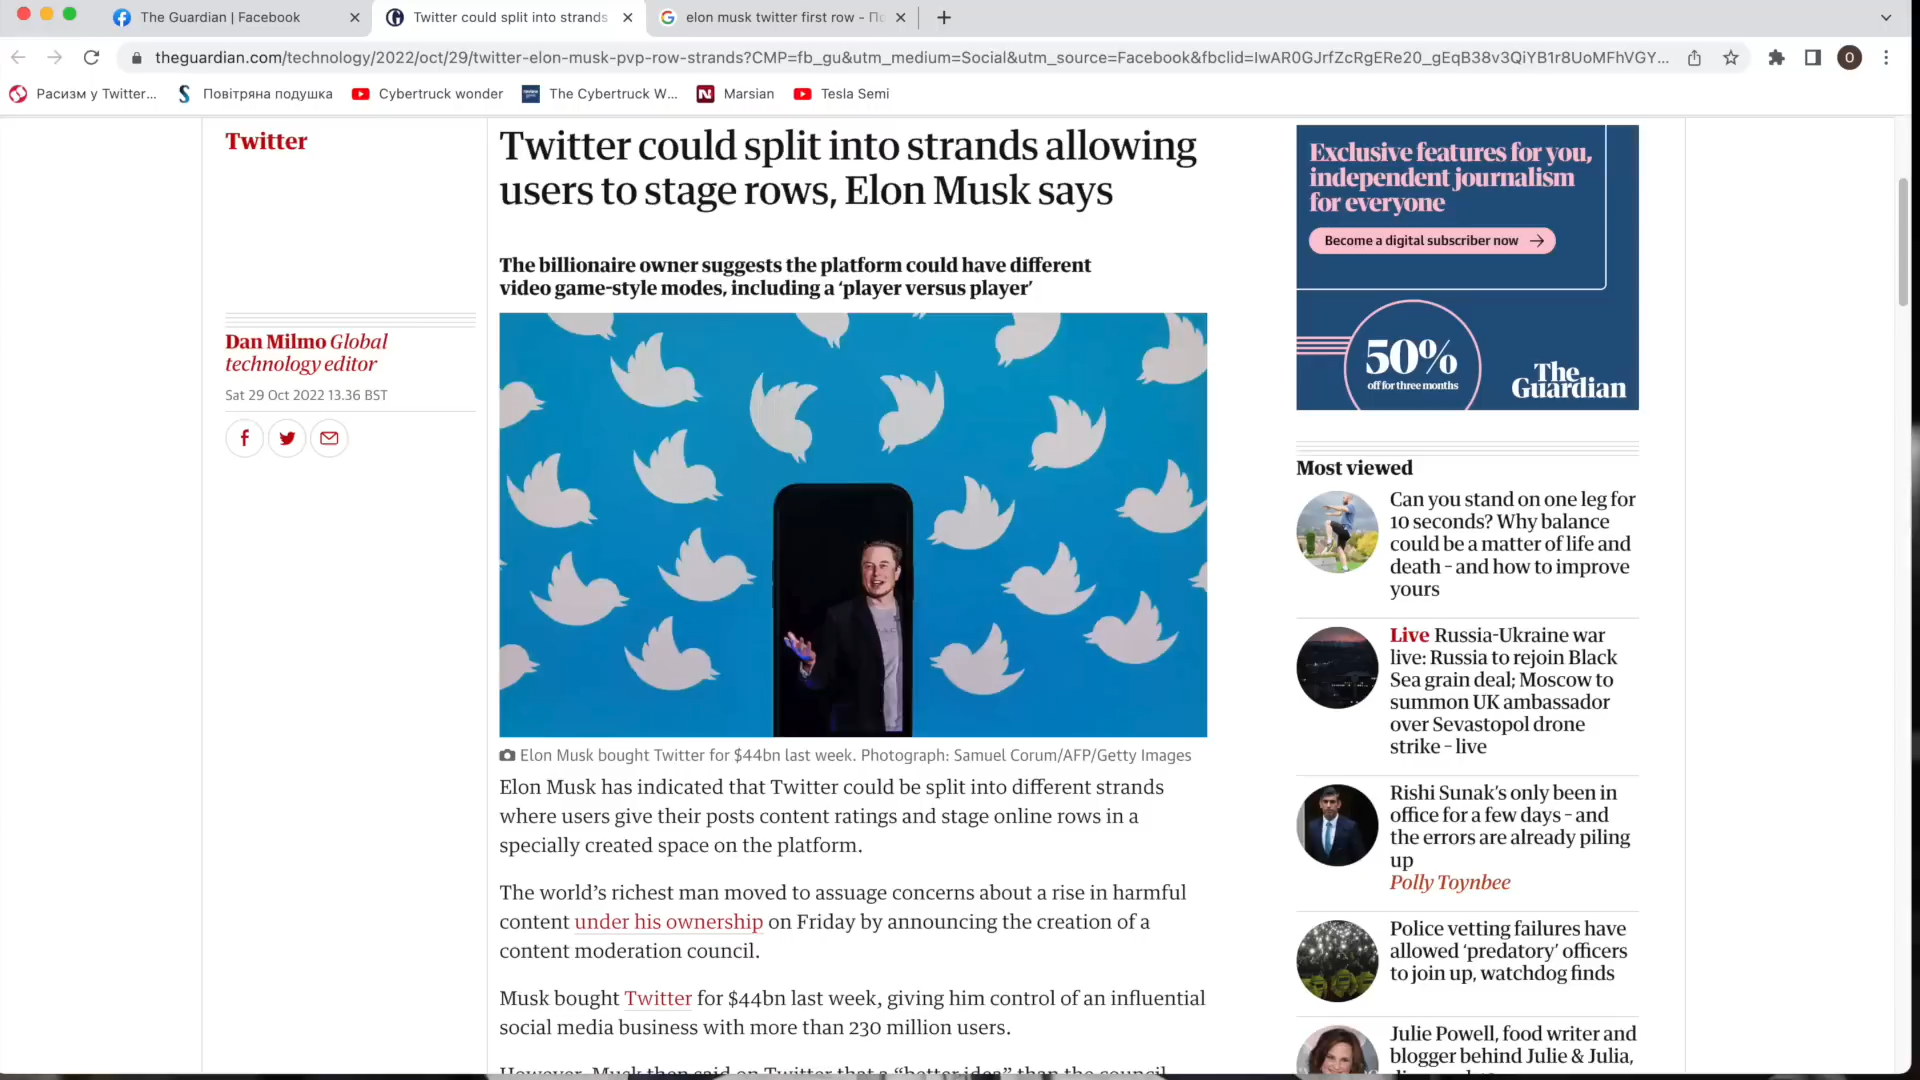 The Guardian | Facebook
Twitter could split into strands
elon musk twitter first row - По
theguardian.com/technology/2022/oct/29/twitter-elon-musk-pvp-row-strands?CMP=fb_gu&utm_medium=Social&utm_source=Facebook&fbclid=IwAR0GJrfZcRgERe20_gEqB38v3QiYB1r8UoMFhVGY...
O
Расизм у Twitter...
Повітряна подушка
Cybertruck wonder
The Cybertruck W...
Marsian
Tesla Semi
Twitter
Twitter could split into strands allowing
users to stage rows, Elon Musk says
The billionaire owner suggests the platform could have different
video game-style modes, including a ‘player versus player’
Dan Milmo Global
technology editor
Sat 29 Oct 2022 13.36 BST
Elon Musk bought Twitter for $44bn last week. Photograph: Samuel Corum/AFP/Getty Images
Elon Musk has indicated that Twitter could be split into different strands
where users give their posts content ratings and stage online rows in a
specially created space on the platform.
The world’s richest man moved to assuage concerns about a rise in harmful
content under his ownership on Friday by announcing the creation of a
content moderation council.
Musk bought Twitter for $44bn last week, giving him control of an influential
social media business with more than 230 million users.
However, Musk then said on Twitter that a “better idea” than the council
Exclusive features for you,
independent journalism
for everyone
Become a digital subscriber now
50%
off for three months
The
Guardian
Most viewed
Can you stand on one leg for
10 seconds? Why balance
could be a matter of life and
death – and how to improve
yours
Live Russia-Ukraine war
live: Russia to rejoin Black
Sea grain deal; Moscow to
summon UK ambassador
over Sevastopol drone
strike – live
Rishi Sunak’s only been in
office for a few days – and
the errors are already piling
up
Polly Toynbee
Police vetting failures have
allowed ‘predatory’ officers
to join up, watchdog finds
Julie Powell, food writer and
blogger behind Julie & Julia,